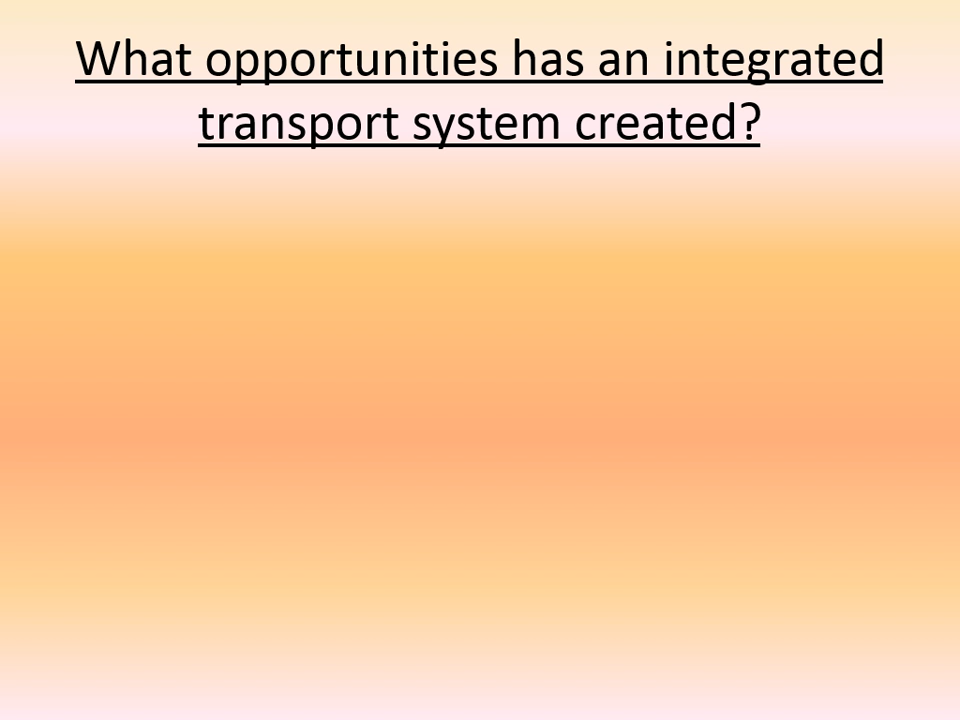 What opportunities has an integrated
transport system created?